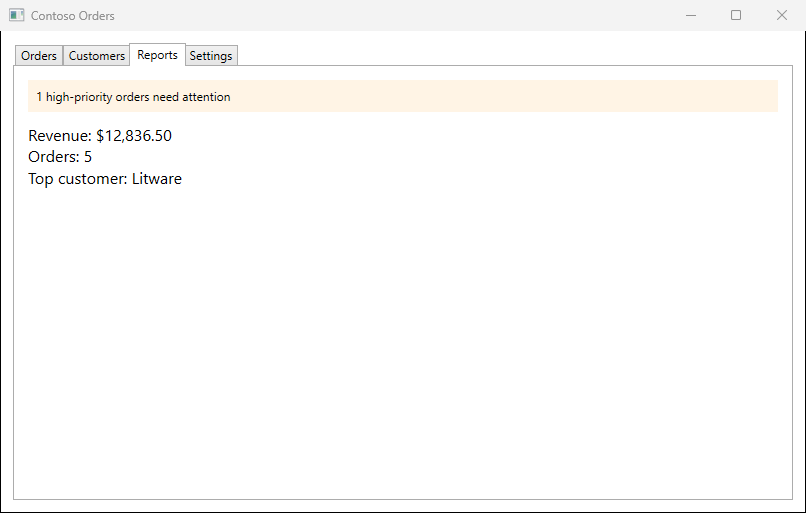 Contoso Orders
Orders Customers Reports Settings
1 high-priority orders need attention
Revenue: $12,836.50
Orders: 5
Top customer: Litware